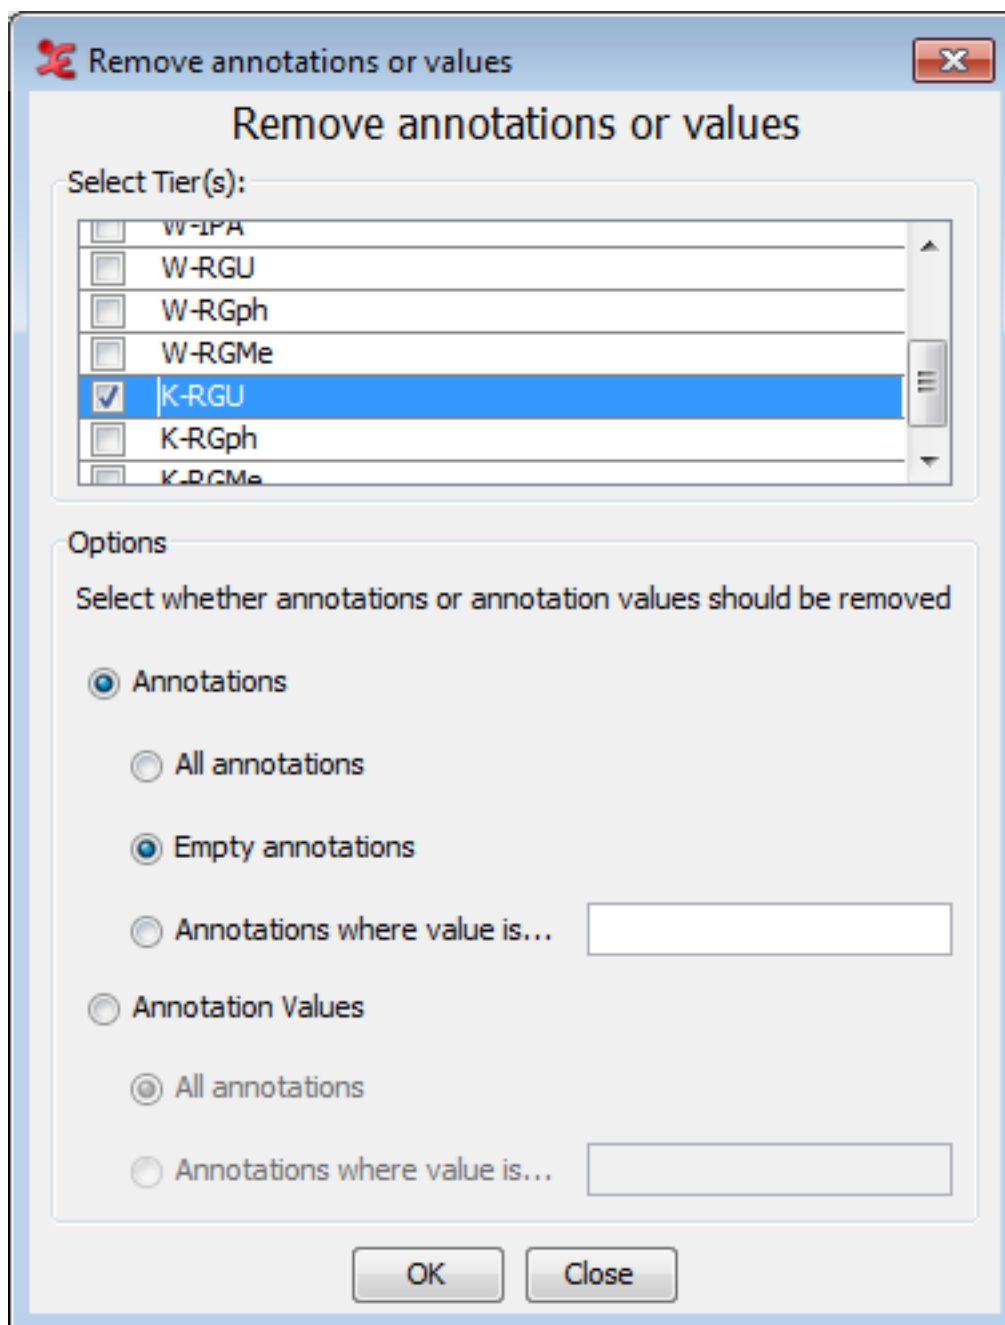 Remove annotations or values
Remove annotations or values
Select Tier(s):
W-IPA
W-RGU
W-RGph
W-RGMe
K-RGU
K-RGph
K-RGMe
Options
Select whether annotations or annotation values should be removed
Annotations
All annotations
Empty annotations
Annotations where value is...
Annotation Values
All annotations
Annotations where value is...
OK Close